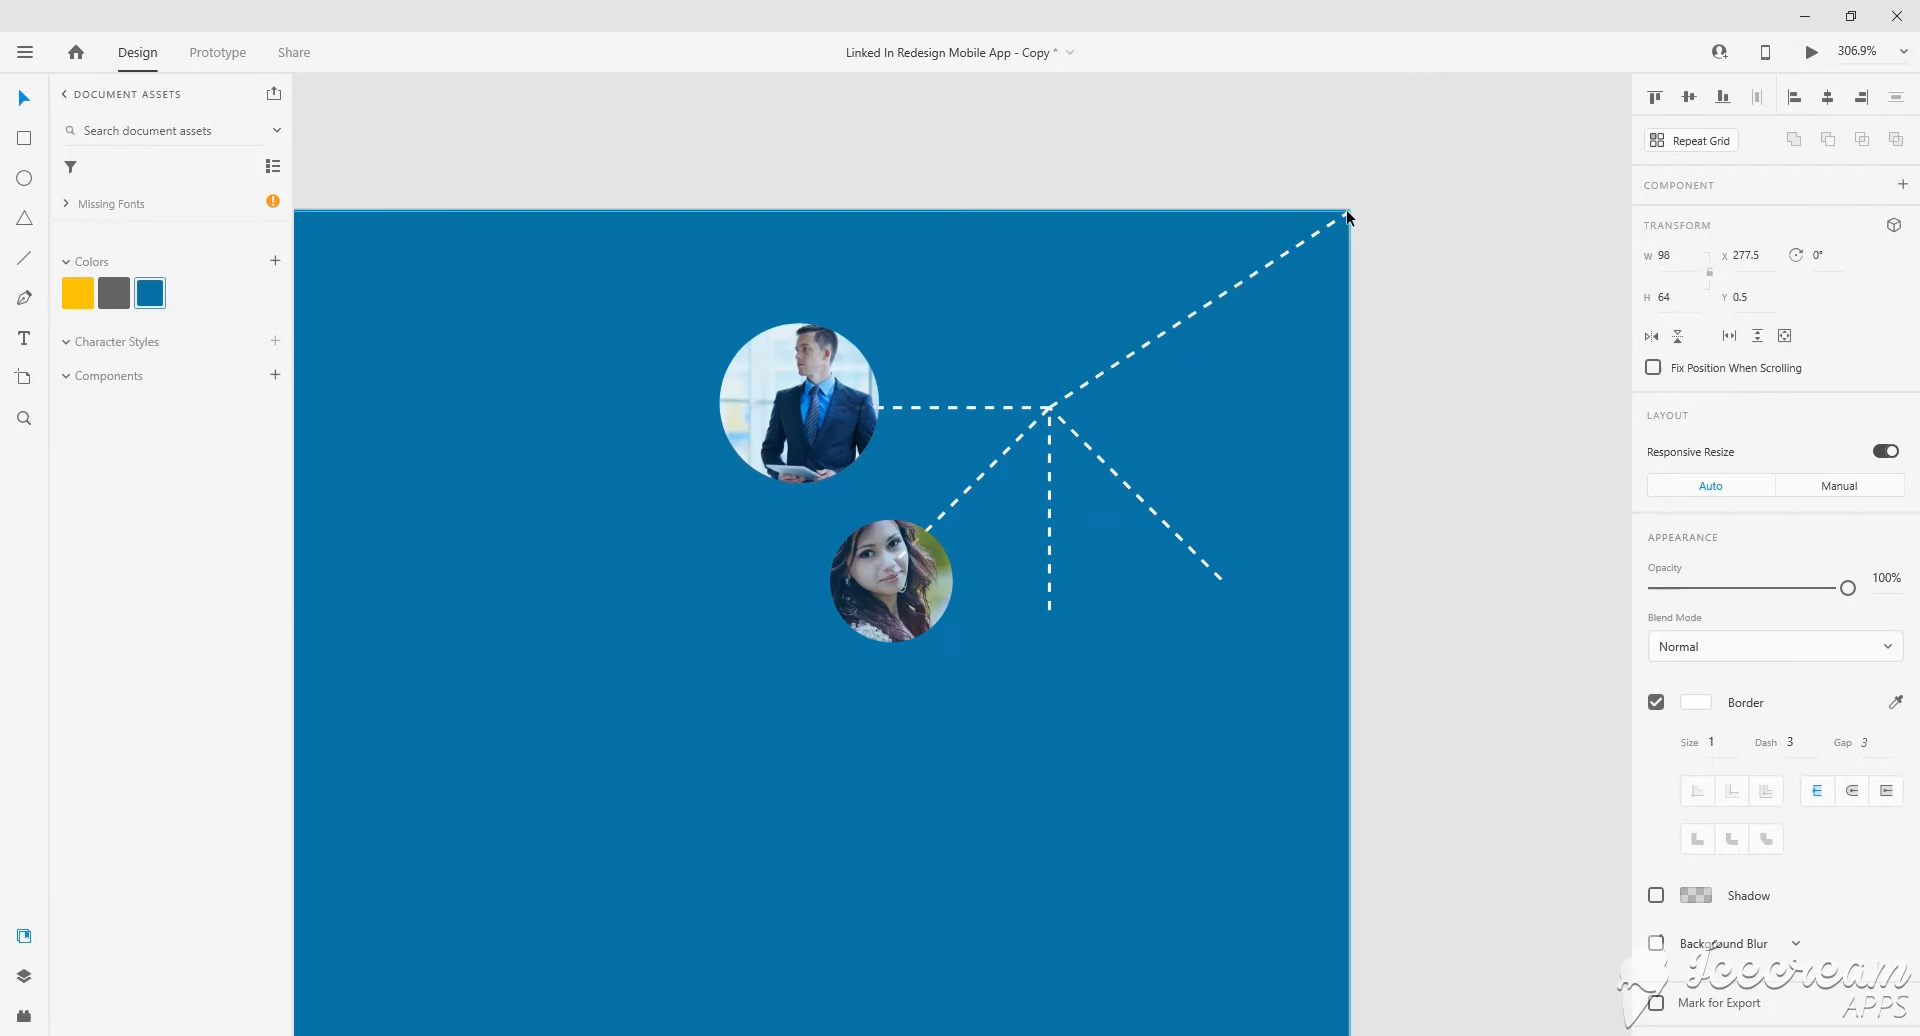 Design
Prototype
Share
Linked In Redesign Mobile App - Copy *
306.9%
DOCUMENT ASSETS
Search document assets
Missing Fonts
Colors
Character Styles
Components
Repeat Grid
COMPONENT
TRANSFORM
W 98
X 277.5
0°
H 64
Y 0.5
Fix Position When Scrolling
LAYOUT
Responsive Resize
Auto
Manual
APPEARANCE
Opacity
100%
Blend Mode
Normal
Border
Size 1
Dash 3
Gap 3
Shadow
Background Blur
Mark for Export
Icecream
APPS